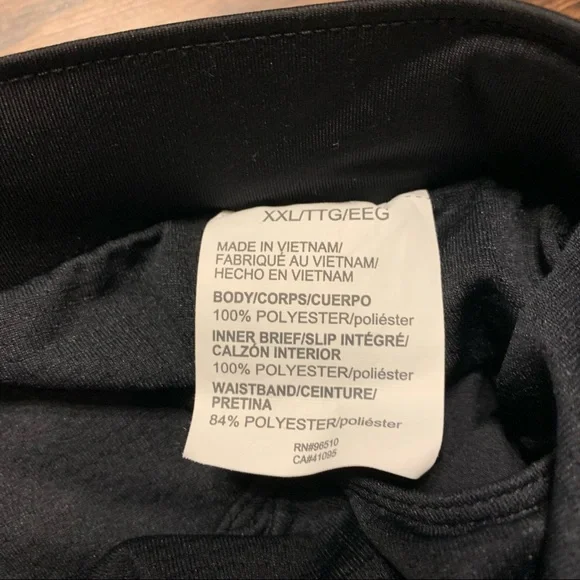 XXL/TTG/EEG
MADE IN VIETNAM/
FABRIQUÉ AU VIETNAM/
HECHO EN VIETNAM
BODY/CORPS/CUERPO
100% POLYESTER/poliéster
INNER BRIEF/SLIP INTÉGRÉ/
CALZÓN INTERIOR
100% POLYESTER/poliéster
WAISTBAND/CEINTURE/
PRETINA
84% POLYESTER/poliéster
RN#96510
CA#41095